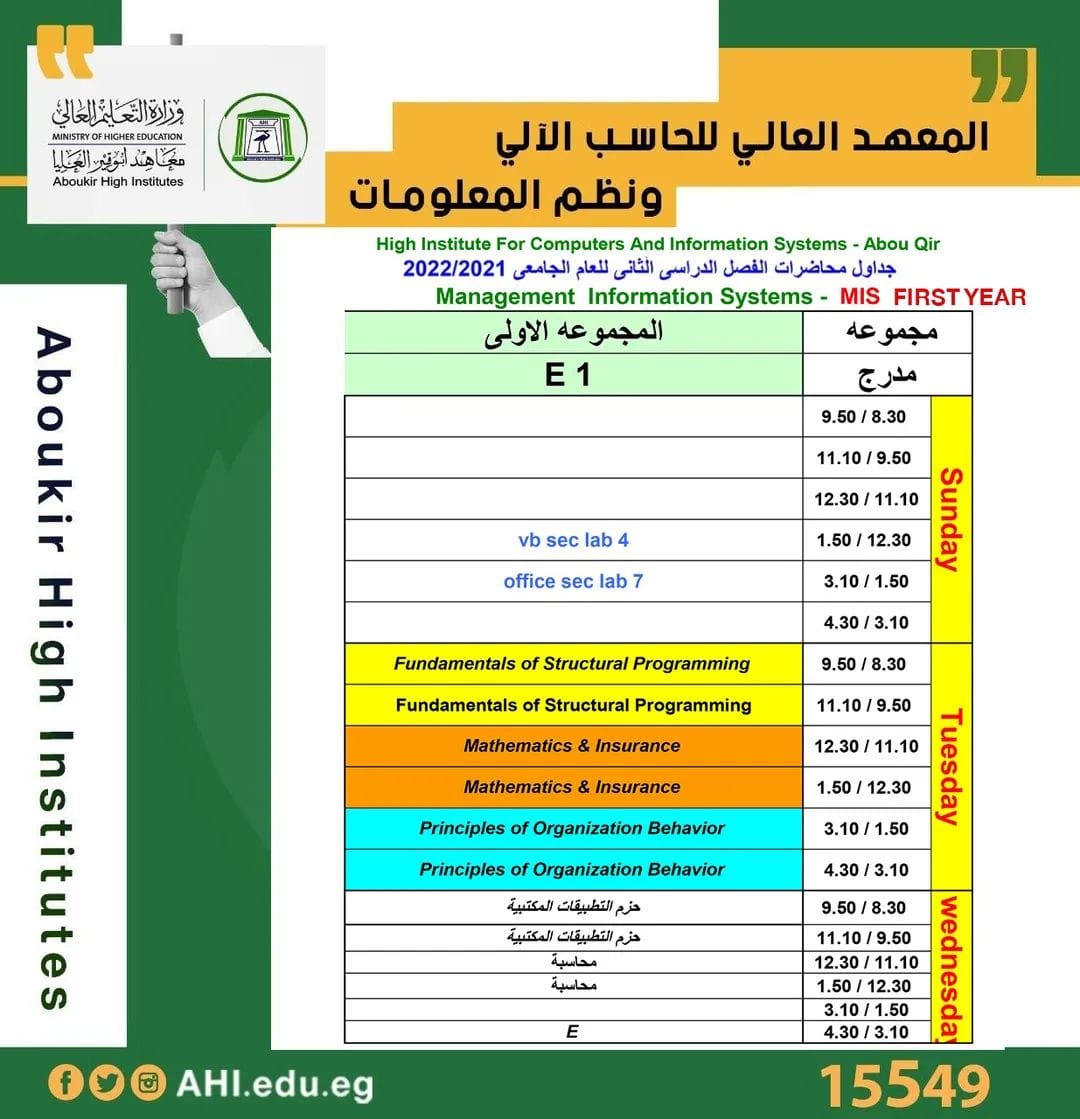 وزارة التعليم العالي
MINISTRY OF HIGHER EDUCATION
معاهد أبوقير العليا
Aboukir High Institutes
AHI
المعهد العالي للحاسب الآلي
ونظم المعلومات
High Institute For Computers And Information Systems - Abou Qir
جداول محاضرات الفصل الدراسى الثانى للعام الجامعى 2022/2021
Management Information Systems - MIS FIRST YEAR
مجموعه المجموعه الاولى
مدرج E 1
Sunday
9.50 / 8.30
11.10 / 9.50
12.30 / 11.10
vb sec lab 4 1.50 / 12.30
office sec lab 7 3.10 / 1.50
4.30 / 3.10
Tuesday
Fundamentals of Structural Programming 9.50 / 8.30
Fundamentals of Structural Programming 11.10 / 9.50
Mathematics & Insurance 12.30 / 11.10
Mathematics & Insurance 1.50 / 12.30
Principles of Organization Behavior 3.10 / 1.50
Principles of Organization Behavior 4.30 / 3.10
wednesday
حزم التطبيقات المكتبية 9.50 / 8.30
حزم التطبيقات المكتبية 11.10 / 9.50
محاسبة 12.30 / 11.10
محاسبة 1.50 / 12.30
3.10 / 1.50
E 4.30 / 3.10
Aboukir High Institutes
AHI.edu.eg
15549